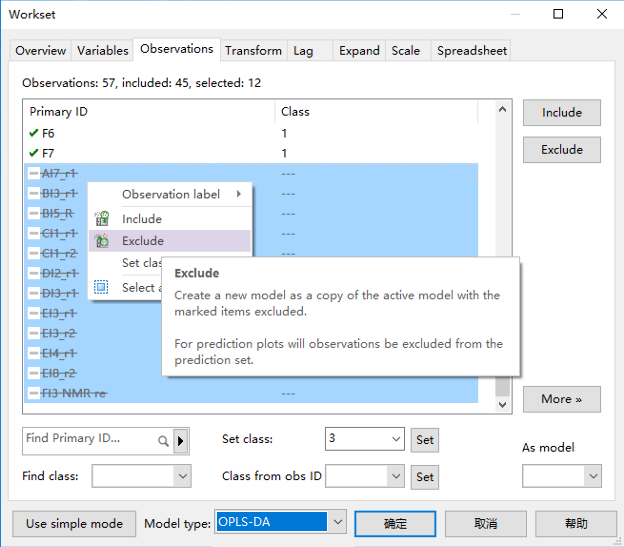 Workset
Overview Variables Observations Transform Lag Expand Scale Spreadsheet
Observations: 57, included: 45, selected: 12
Primary ID Class
F6 1
F7 1
AI7_r1 ---
BI3_r1 ---
BI5_R ---
CI1_r1 ---
CI1_r2 ---
DI2_r1
DI3_r1
EI3_r1
EI3_r2
EI4_r1
EI8_r2
FI3 NMR re ---
Include
Exclude
Observation label
Include
Exclude
Set clas
Select a
Exclude
Create a new model as a copy of the active model with the
marked items excluded.
For prediction plots will observations be excluded from the
prediction set.
More »
Find Primary ID... Set class: 3 Set
As model
Find class: Class from obs ID Set
Use simple mode Model type: OPLS-DA 确定 取消 帮助